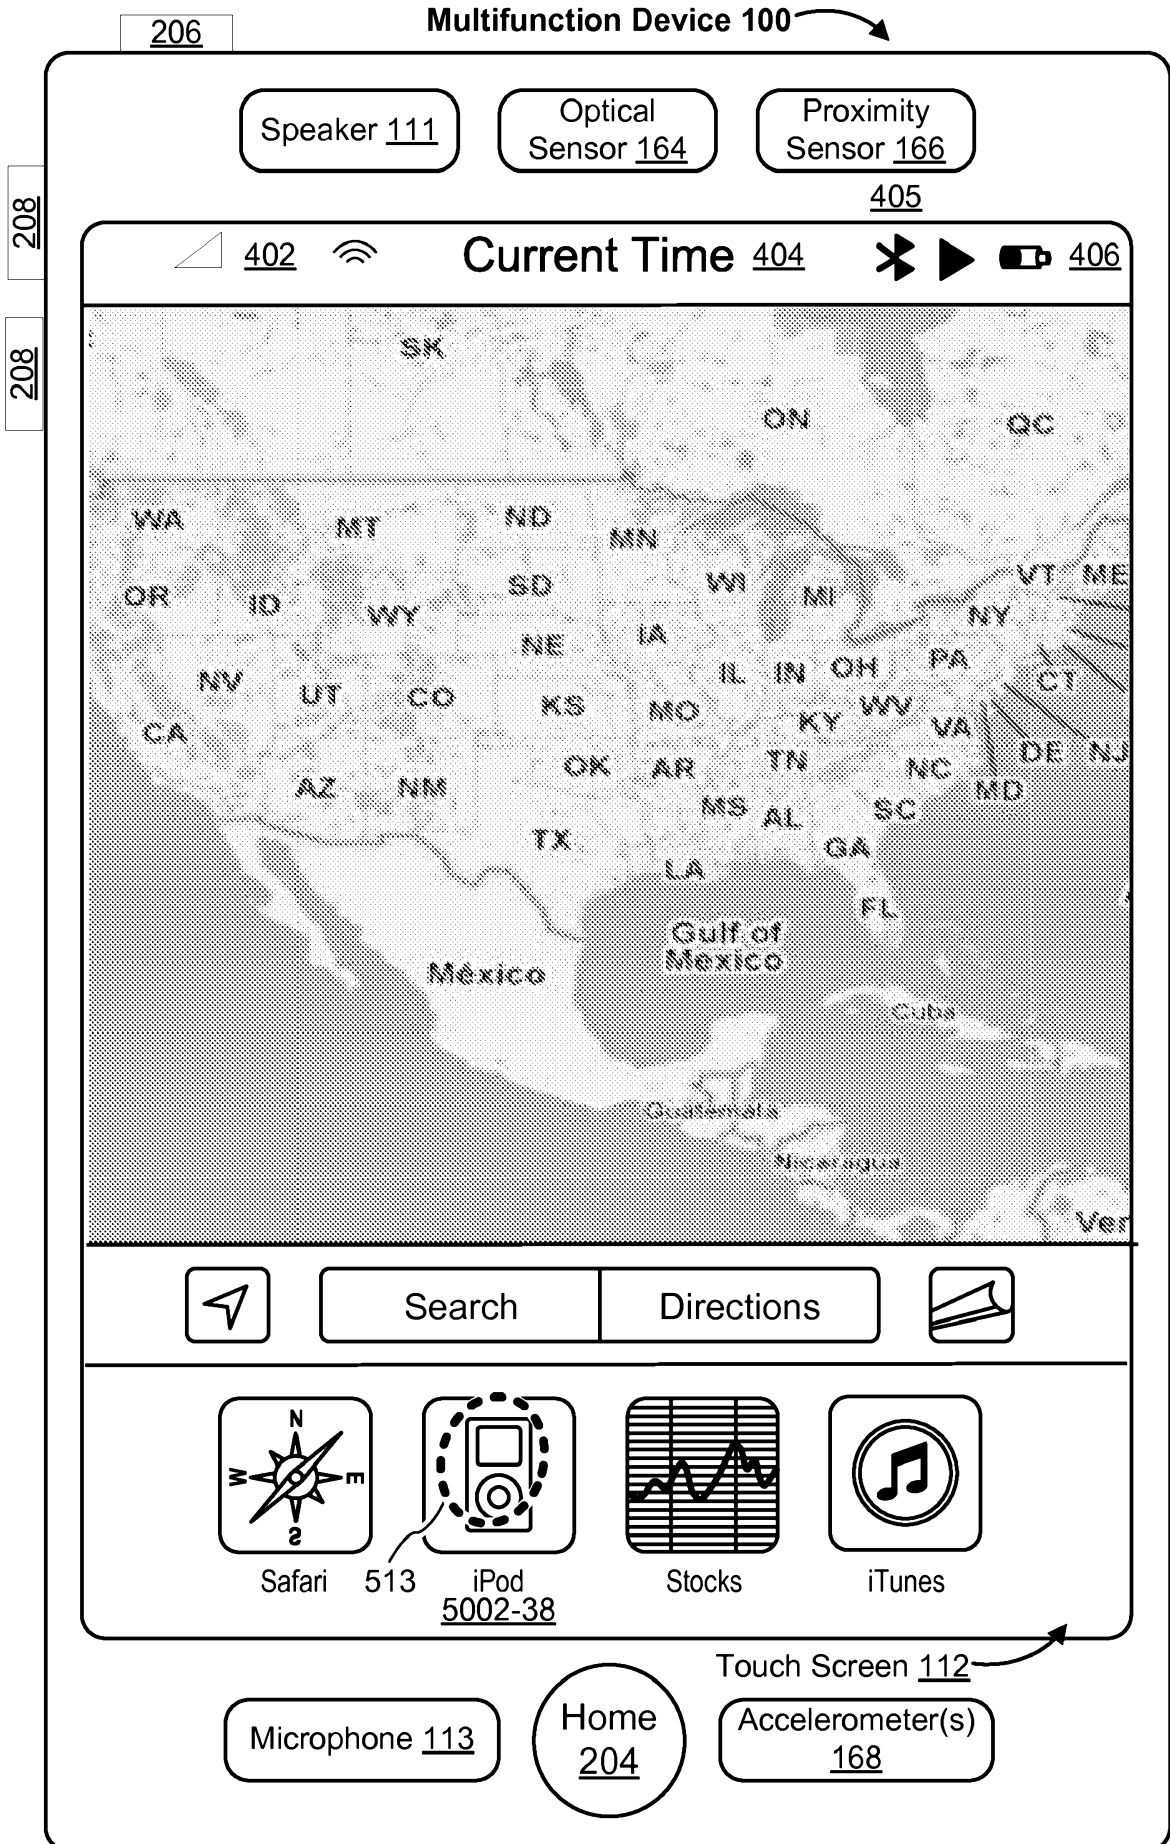 Multifunction Device 100
206
Speaker 111
Optical
Sensor 164
Proximity
Sensor 166
405
208
208
402
Current Time 404
406
SK
ON
QC
WA
MT
ND
MN
OR
ID
WY
SD
WI
MI
VT
ME
NY
NE
IA
NV
UT
CO
IL
IN
OH
PA
CT
KS
MO
KY
WV
VA
CA
DE
NJ
OK
AR
TN
NC
AZ
NM
MD
MS
AL
SC
TX
GA
LA
FL
Gulf of
Mexico
México
Cuba
Guatemala
Nicaragua
Ver
Search
Directions
N
W
E
S
Safari
513
iPod
5002-38
Stocks
iTunes
Touch Screen 112
Microphone 113
Home
204
Accelerometer(s)
168